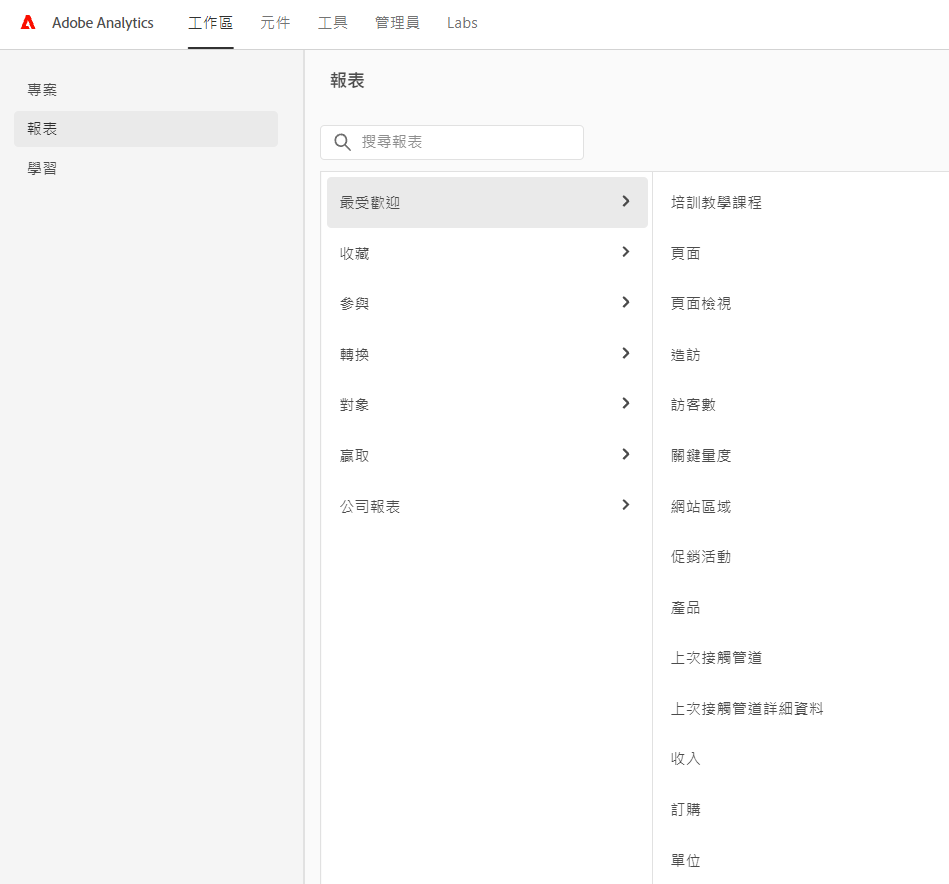 Adobe Analytics 工作區 元件 工具 管理員 Labs
專案
報表
學習
報表
搜尋報表
最受歡迎
收藏
參與
轉換
對象
贏取
公司報表
培訓教學課程
頁面
頁面檢視
造訪
訪客數
關鍵量度
網站區域
促銷活動
產品
上次接觸管道
上次接觸管道詳細資料
收入
訂購
單位